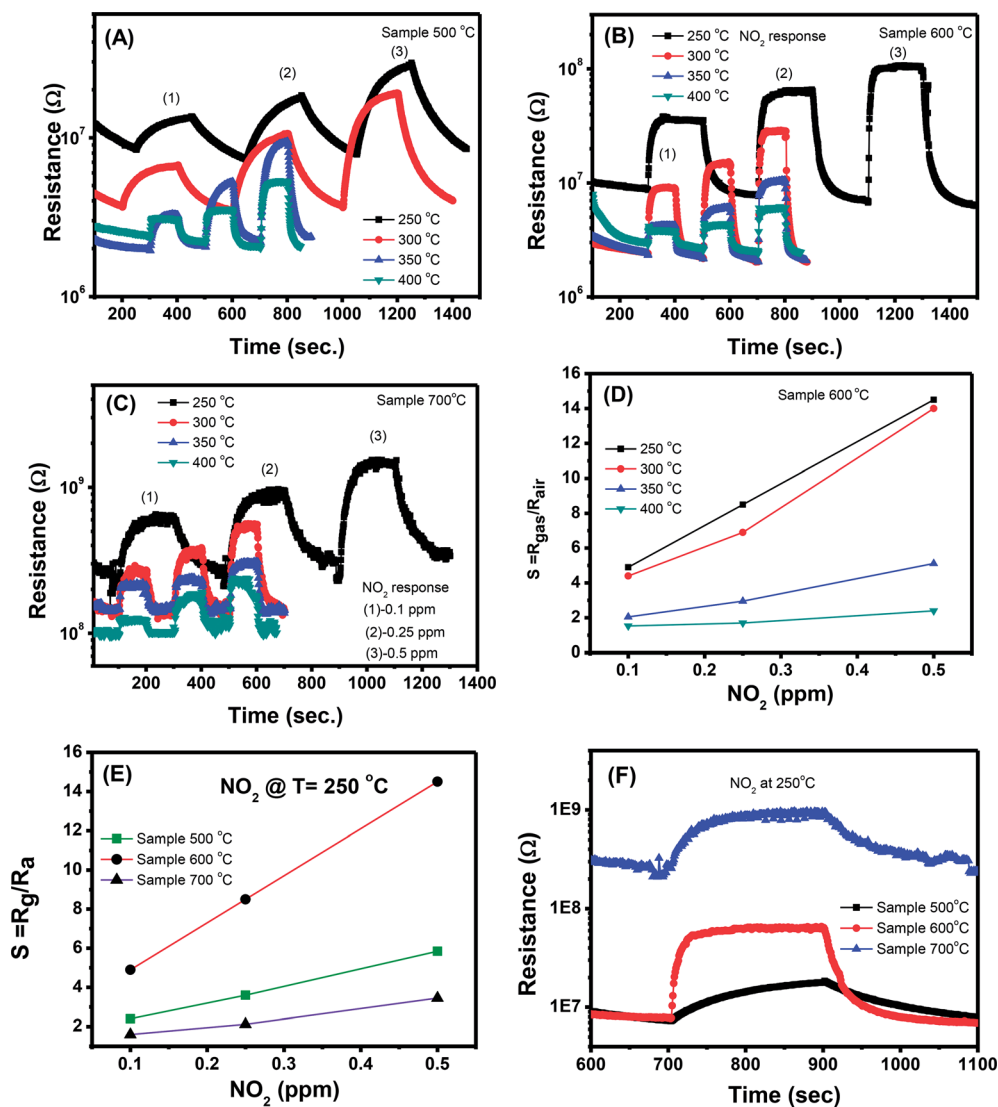 (A)
Sample 500 °C
(1)
(2)
(3)
250 °C
300 °C
350 °C
400 °C
10⁷
10⁶
Resistance (Ω)
200 400 600 800 1000 1200 1400
Time (sec.)
(B)
NO₂ response
Sample 600 °C
250 °C
300 °C
350 °C
400 °C
(1)
(2)
(3)
10⁸
10⁷
10⁶
Resistance (Ω)
200 400 600 800 1000 1200 1400
Time (sec.)
(C)
Sample 700°C
250 °C
300 °C
350 °C
400 °C
(1)
(2)
(3)
NO₂ response
(1)-0.1 ppm
(2)-0.25 ppm
(3)-0.5 ppm
10⁹
10⁸
Resistance (Ω)
200 400 600 800 1000 1200 1400
Time (sec.)
(D)
Sample 600°C
250 °C
300 °C
350 °C
400 °C
16
14
12
10
8
6
4
2
0
S =Rgas/Rair
0.1 0.2 0.3 0.4 0.5
NO₂ (ppm)
(E)
NO₂ @ T= 250 °C
Sample 500 °C
Sample 600 °C
Sample 700 °C
16
14
12
10
8
6
4
2
S =Rg/Ra
0.1 0.2 0.3 0.4 0.5
NO₂ (ppm)
(F)
NO₂ at 250°C
Sample 500°C
Sample 600°C
Sample 700°C
1E9
1E8
1E7
Resistance (Ω)
600 700 800 900 1000 1100
Time (sec)